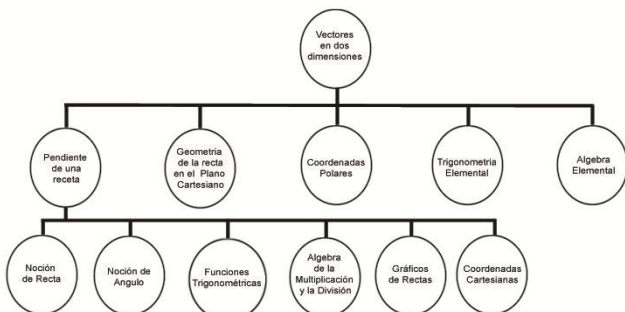 Vectores
en dos
dimensiones
Pendiente
de una
receta
Geometria
de la recta
en el Plano
Cartesiano
Coordenadas
Polares
Trigonometria
Elemental
Algebra
Elemental
Noción
de Recta
Noción de
Angulo
Funciones
Trigonométricas
Algebra
de la
Multiplicación
y la División
Gráficos
de Rectas
Coordenadas
Cartesianas